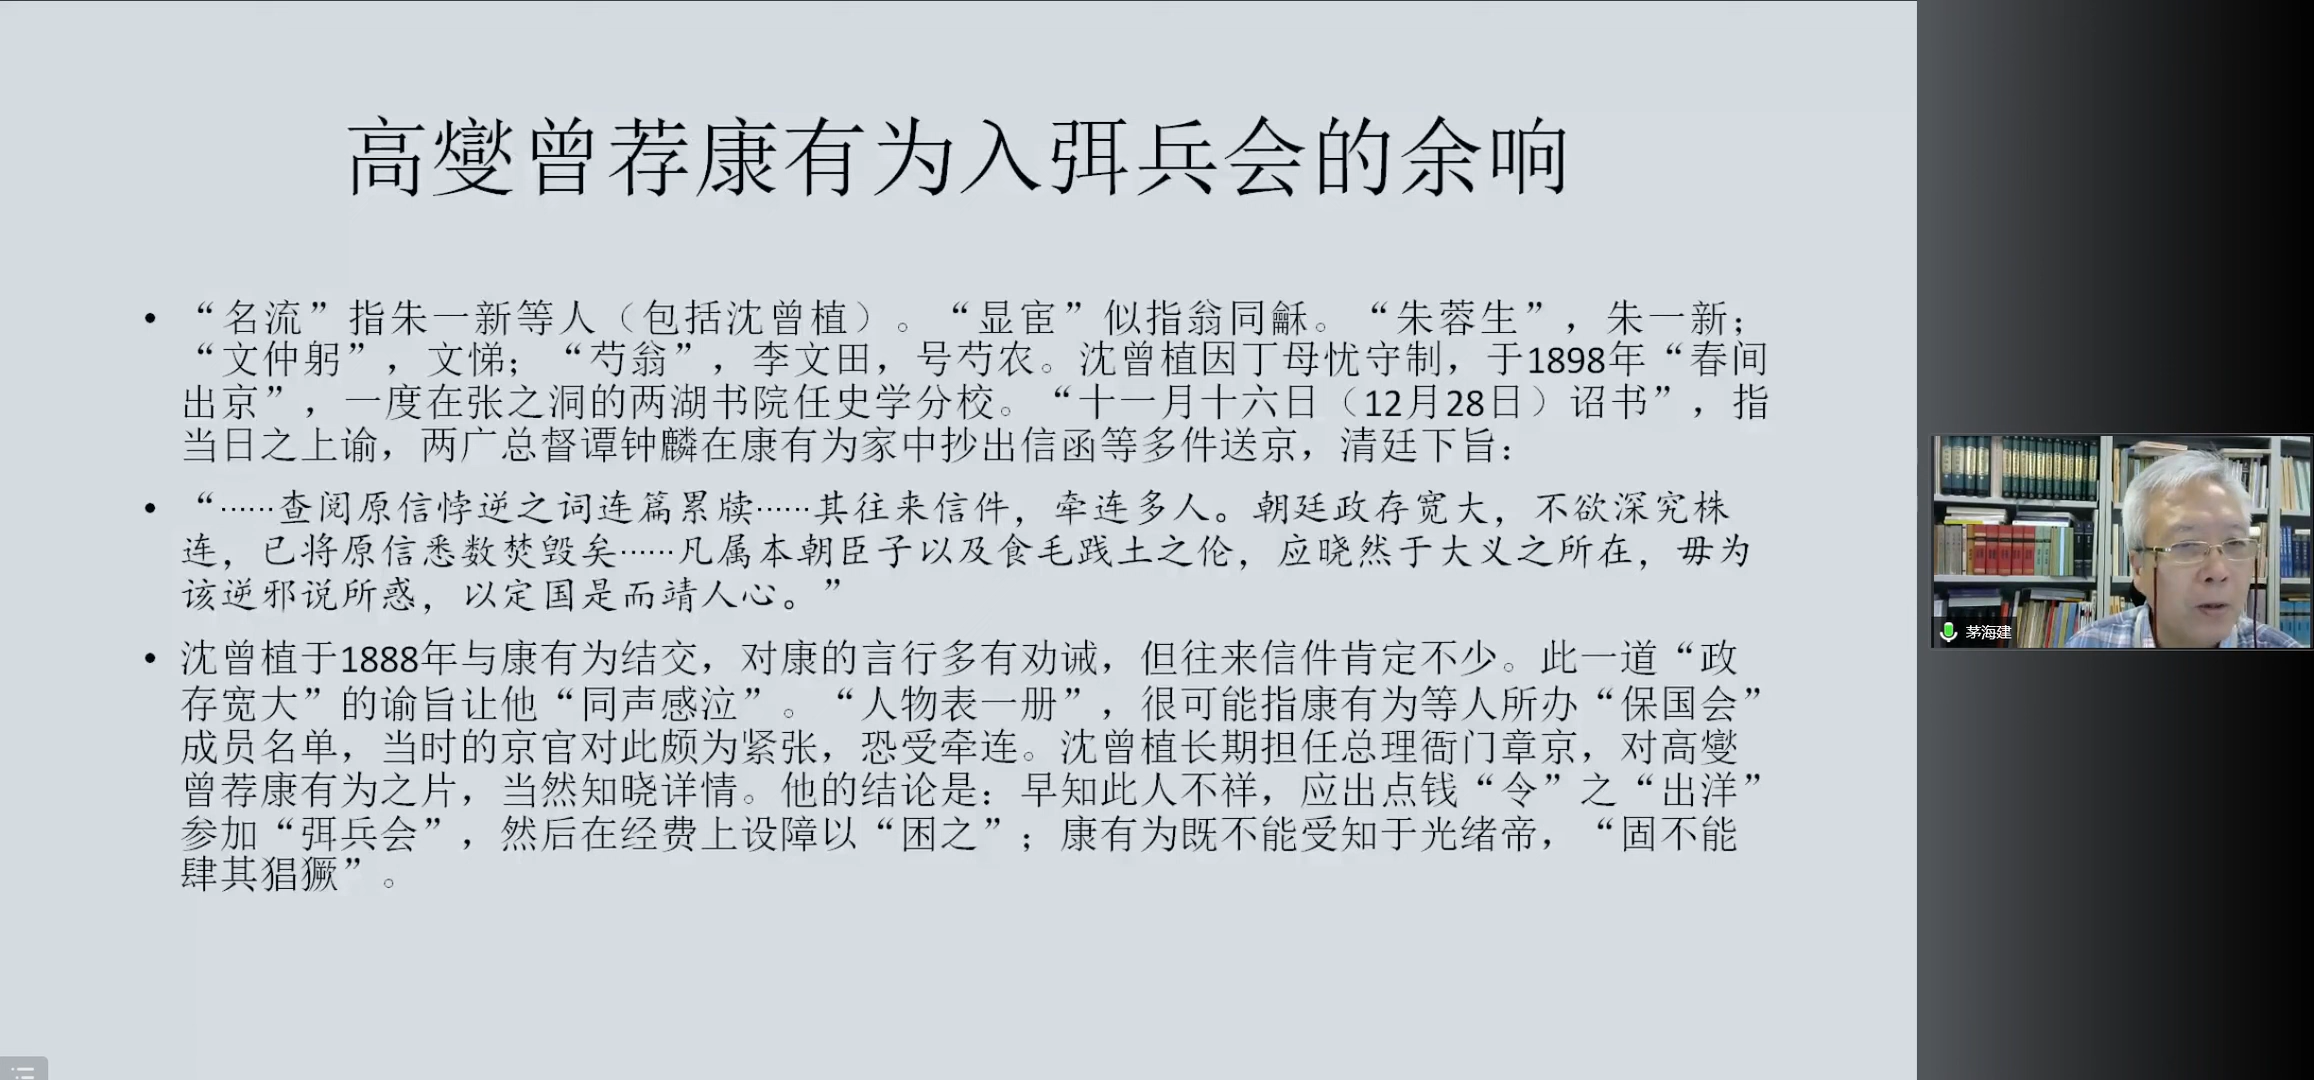 高燮曾荐康有为入弭兵会的余响
• “名流”指朱一新等人（包括沈曾植）。“显宦”似指翁同龢。“朱蓉生”，朱一新；
“文仲躬”，文悌；“芍翁”，李文田，号芍农。沈曾植因丁母忧守制，于1898年“春间
出京”，一度在张之洞的两湖书院任史学分校。“十一月十六日（12月28日）诏书”，指
当日之上谕，两广总督谭钟麟在康有为家中抄出信函等多件送京，清廷下旨：
• “……查阅原信悖逆之词连篇累牍……其往来信件，牵连多人。朝廷政存宽大，不欲深究株
连，已将原信悉数焚毁矣……凡属本朝臣子以及食毛践土之伦，应晓然于大义之所在，毋为
该逆邪说所惑，以定国是而靖人心。”
• 沈曾植于1888年与康有为结交，对康的言行多有劝诫，但往来信件肯定不少。此一道“政
存宽大”的谕旨让他“同声感泣”。“人物表一册”，很可能指康有为等人所办“保国会”
成员名单，当时的京官对此颇为紧张，恐受牵连。沈曾植长期担任总理衙门章京，对高燮
曾荐康有为之片，当然知晓详情。他的结论是：早知此人不祥，应出点钱“令”之“出洋”
参加“弭兵会”，然后在经费上设障以“困之”；康有为既不能受知于光绪帝，“固不能
肆其猖獗”。
茅海建